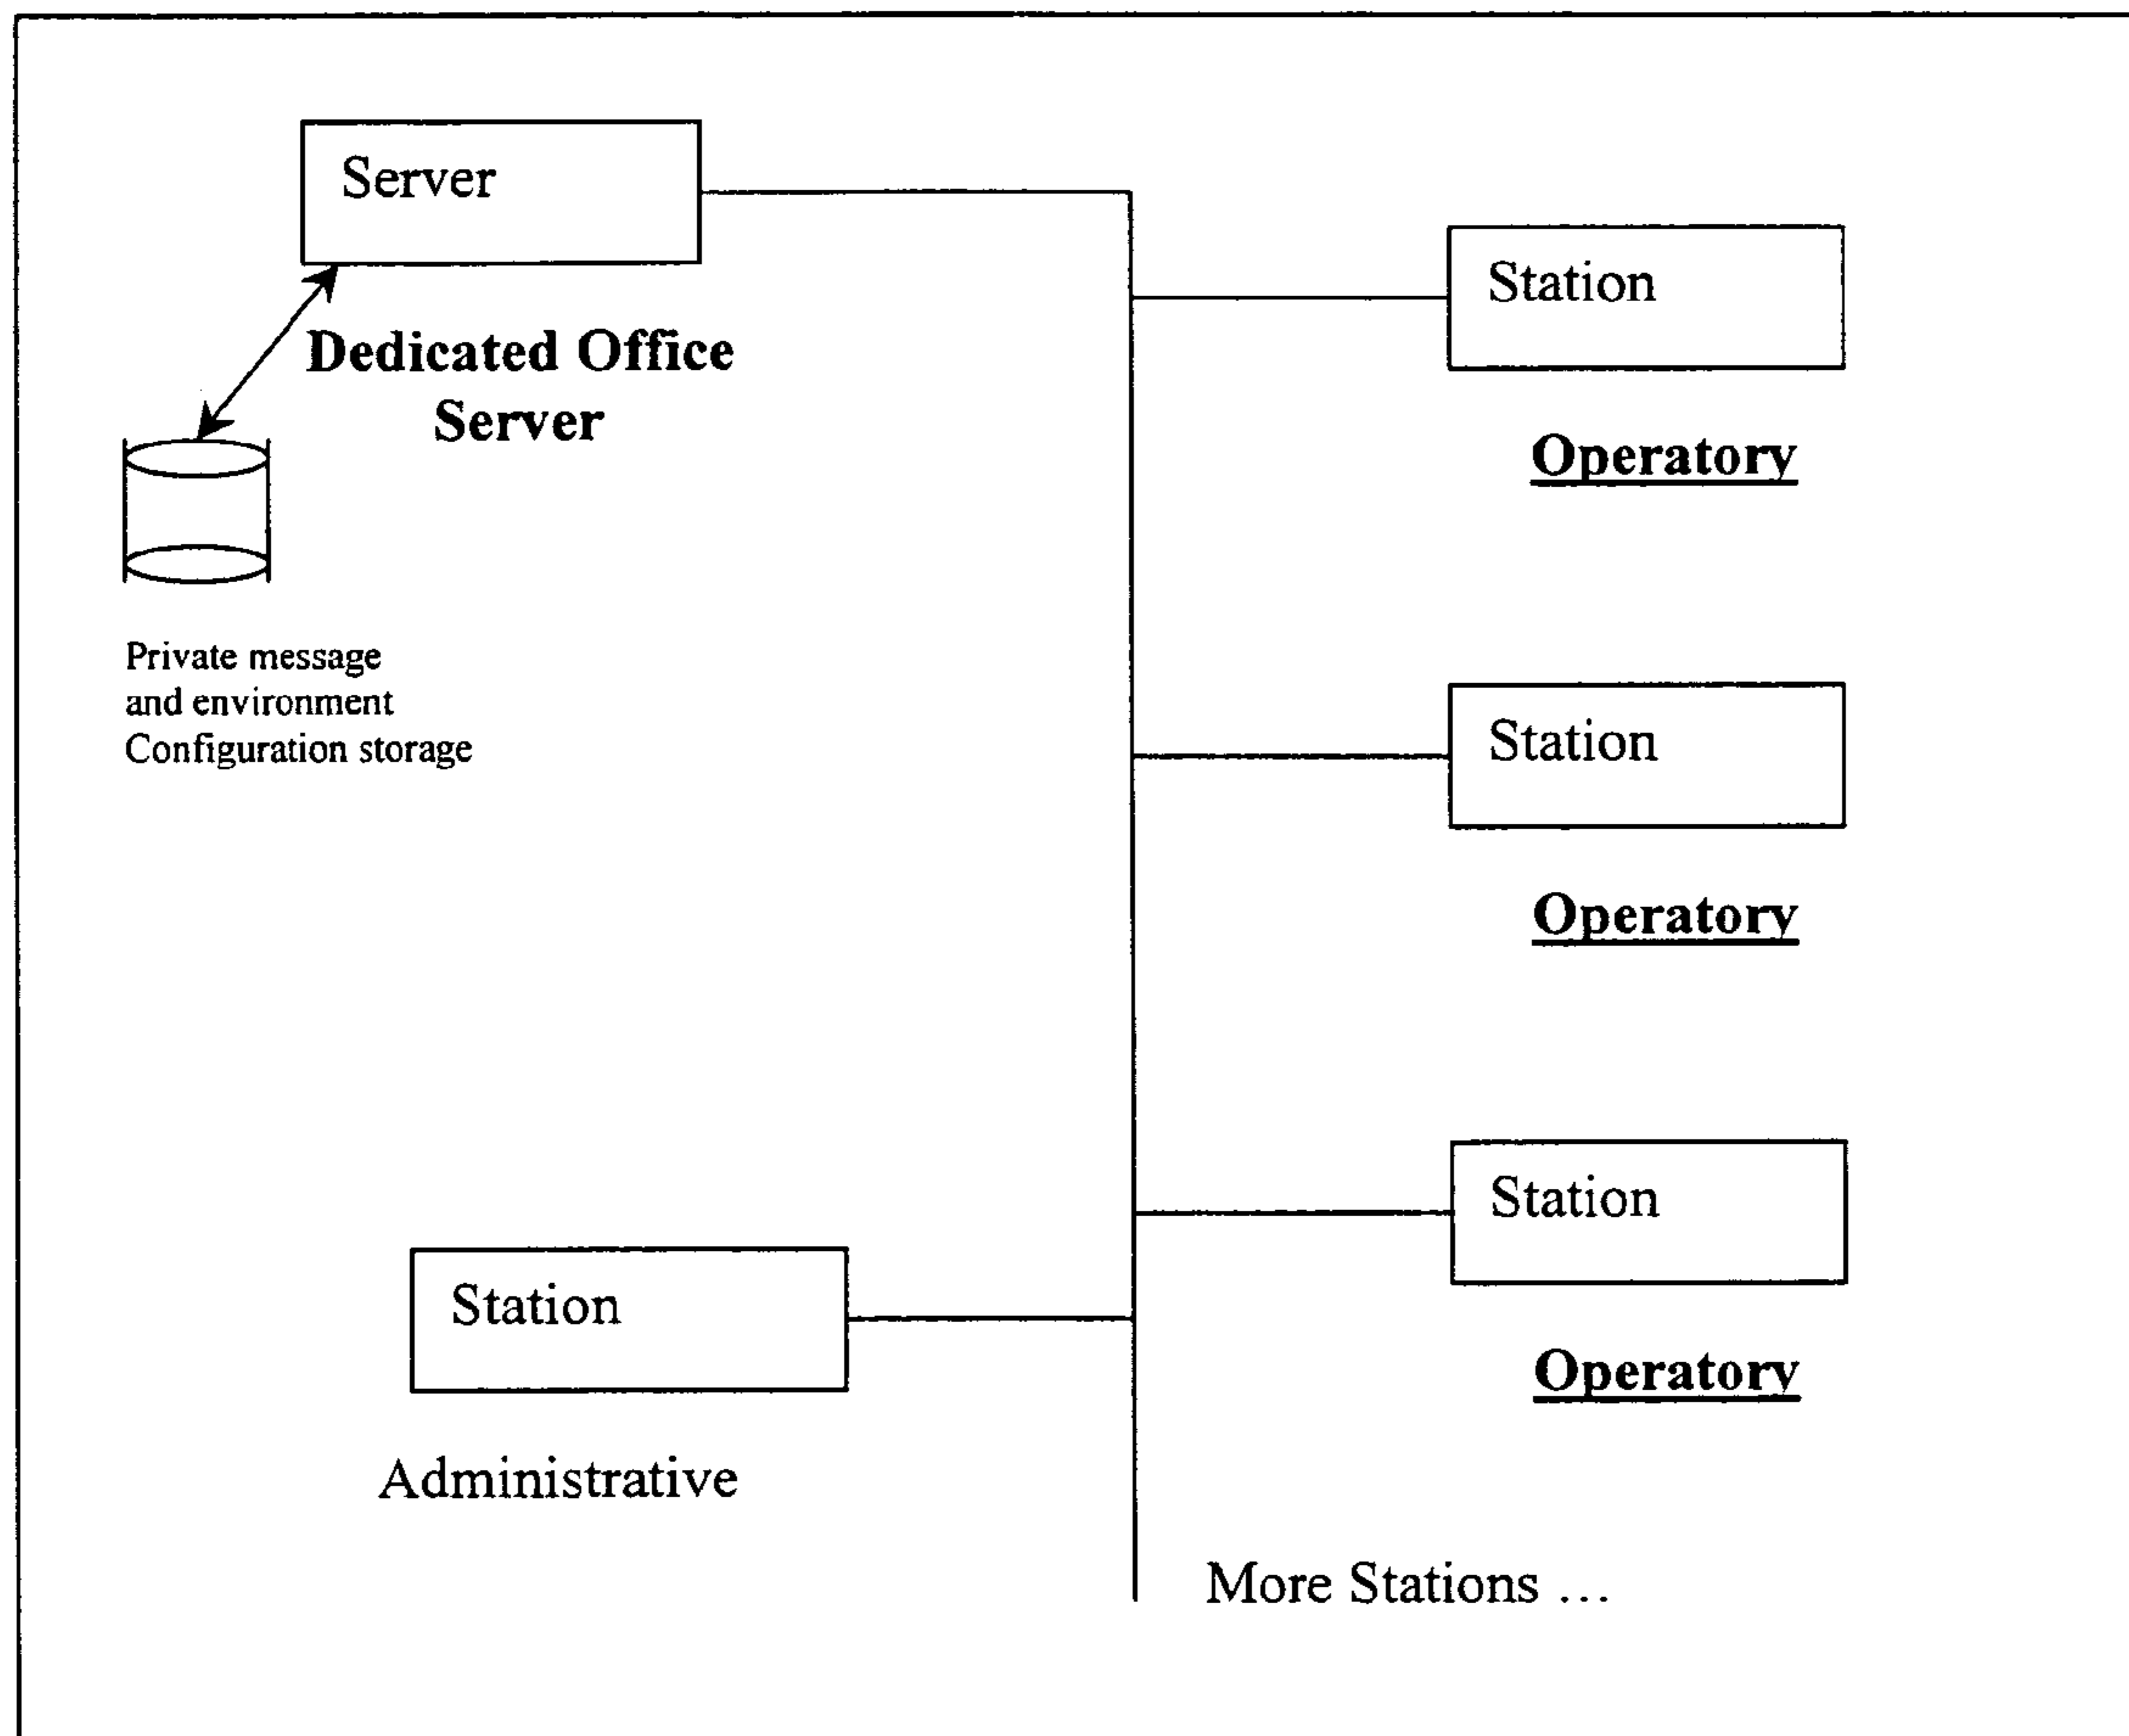 Server
Dedicated Office
Server
Private message
and environment
Configuration storage
Station
Operatory
Station
Operatory
Station
Operatory
Station
Administrative
More Stations ...